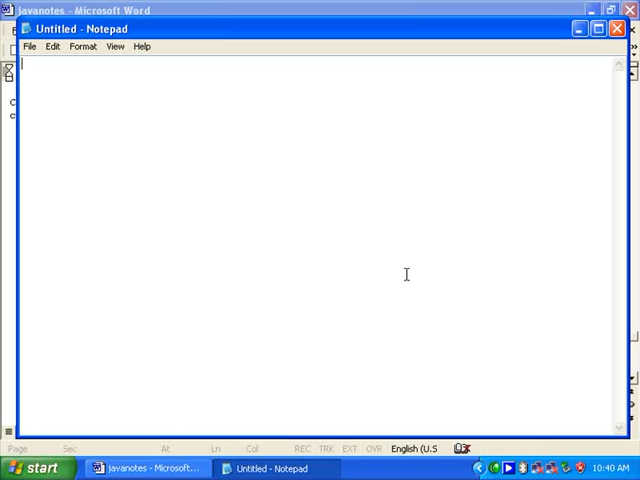 javanotes - Microsoft Word
Untitled - Notepad
File Edit Format View Help
Page Sec At Ln Col REC TRK EXT OVR English (U.S
start javanotes - Microsoft... Untitled - Notepad 10:40 AM